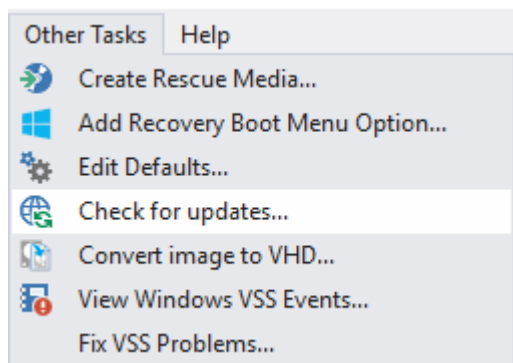 Other Tasks Help
Create Rescue Media...
Add Recovery Boot Menu Option...
Edit Defaults...
Check for updates...
Convert image to VHD...
View Windows VSS Events...
Fix VSS Problems...